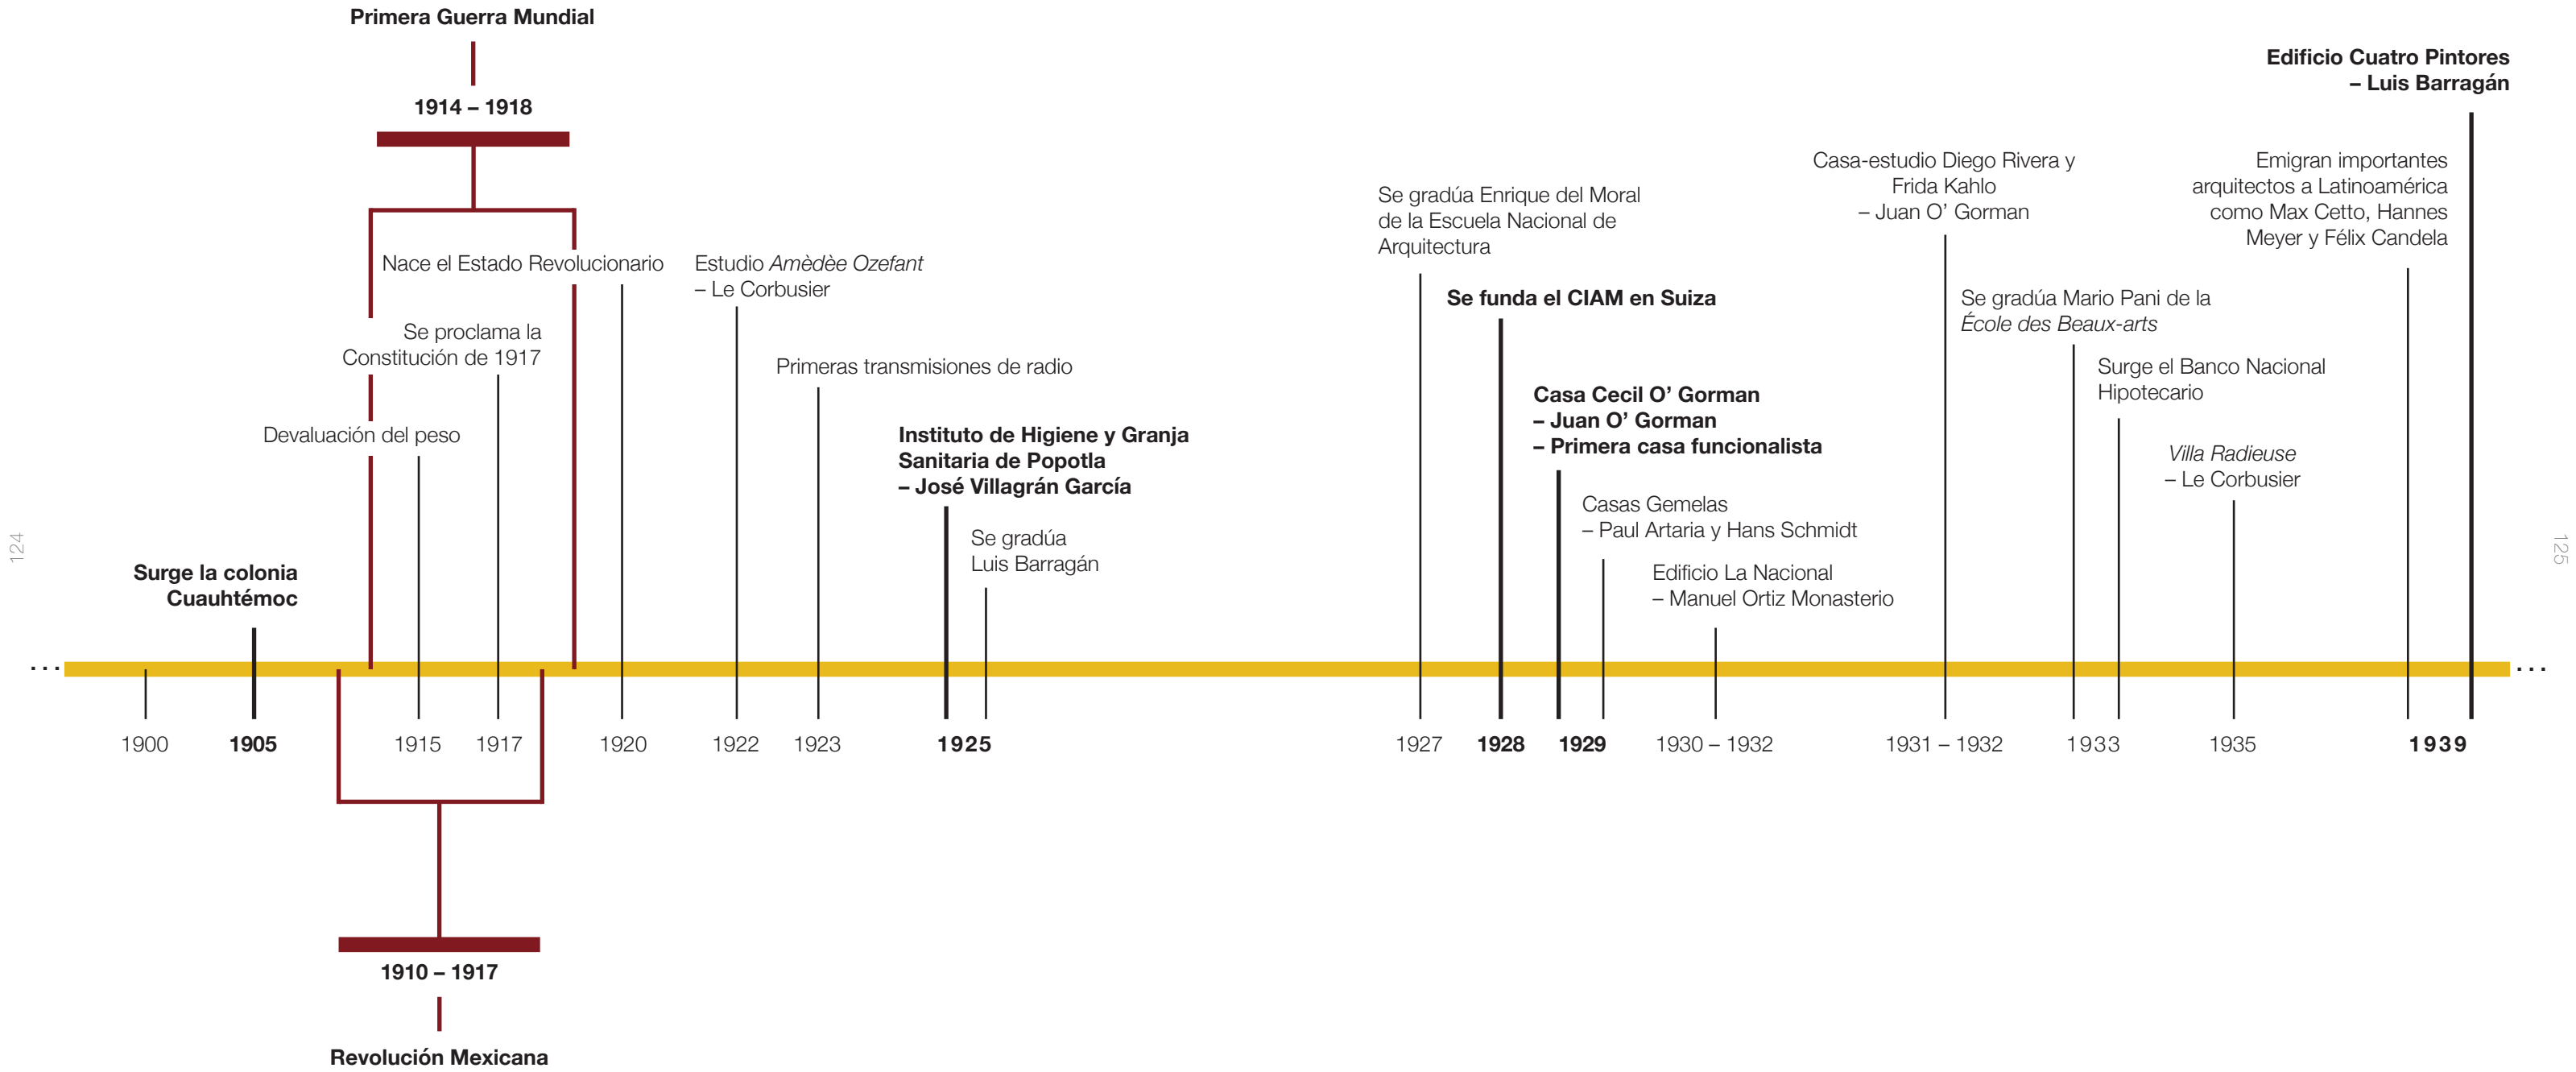 Primera Guerra Mundial
1914 – 1918
Edificio Cuatro Pintores
– Luis Barragán
Casa-estudio Diego Rivera y
Frida Kahlo
– Juan O’ Gorman
Emigran importantes
arquitectos a Latinoamérica
como Max Cetto, Hannes
Meyer y Félix Candela
Se gradúa Enrique del Moral
de la Escuela Nacional de
Arquitectura
Nace el Estado Revolucionario
Estudio Amèdèe Ozefant
– Le Corbusier
Se funda el CIAM en Suiza
Se gradúa Mario Pani de la
École des Beaux-arts
Se proclama la
Constitución de 1917
Primeras transmisiones de radio
Surge el Banco Nacional
Hipotecario
Casa Cecil O’ Gorman
– Juan O’ Gorman
– Primera casa funcionalista
Devaluación del peso
Instituto de Higiene y Granja
Sanitaria de Popotla
– José Villagrán García
Villa Radieuse
– Le Corbusier
Casas Gemelas
– Paul Artaria y Hans Schmidt
Se gradúa
Luis Barragán
124
125
Surge la colonia
Cuauhtémoc
Edificio La Nacional
– Manuel Ortiz Monasterio
... ...
1900 1905 1915 1917 1920 1922 1923 1925 1927 1928 1929 1930 – 1932 1931 – 1932 1933 1935 1939
1910 – 1917
Revolución Mexicana